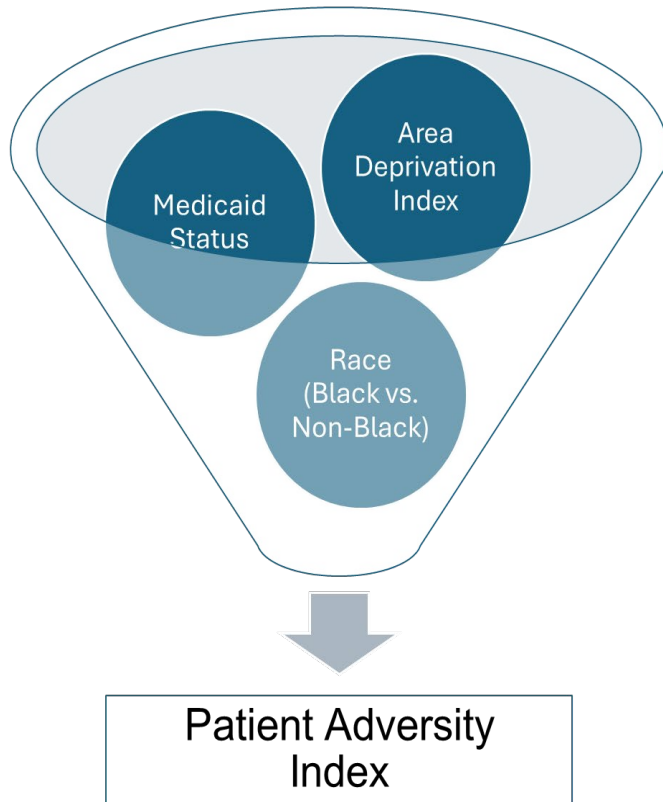 Area
Deprivation
Index
Medicaid
Status
Race
(Black vs.
Non-Black)
Patient Adversity
Index